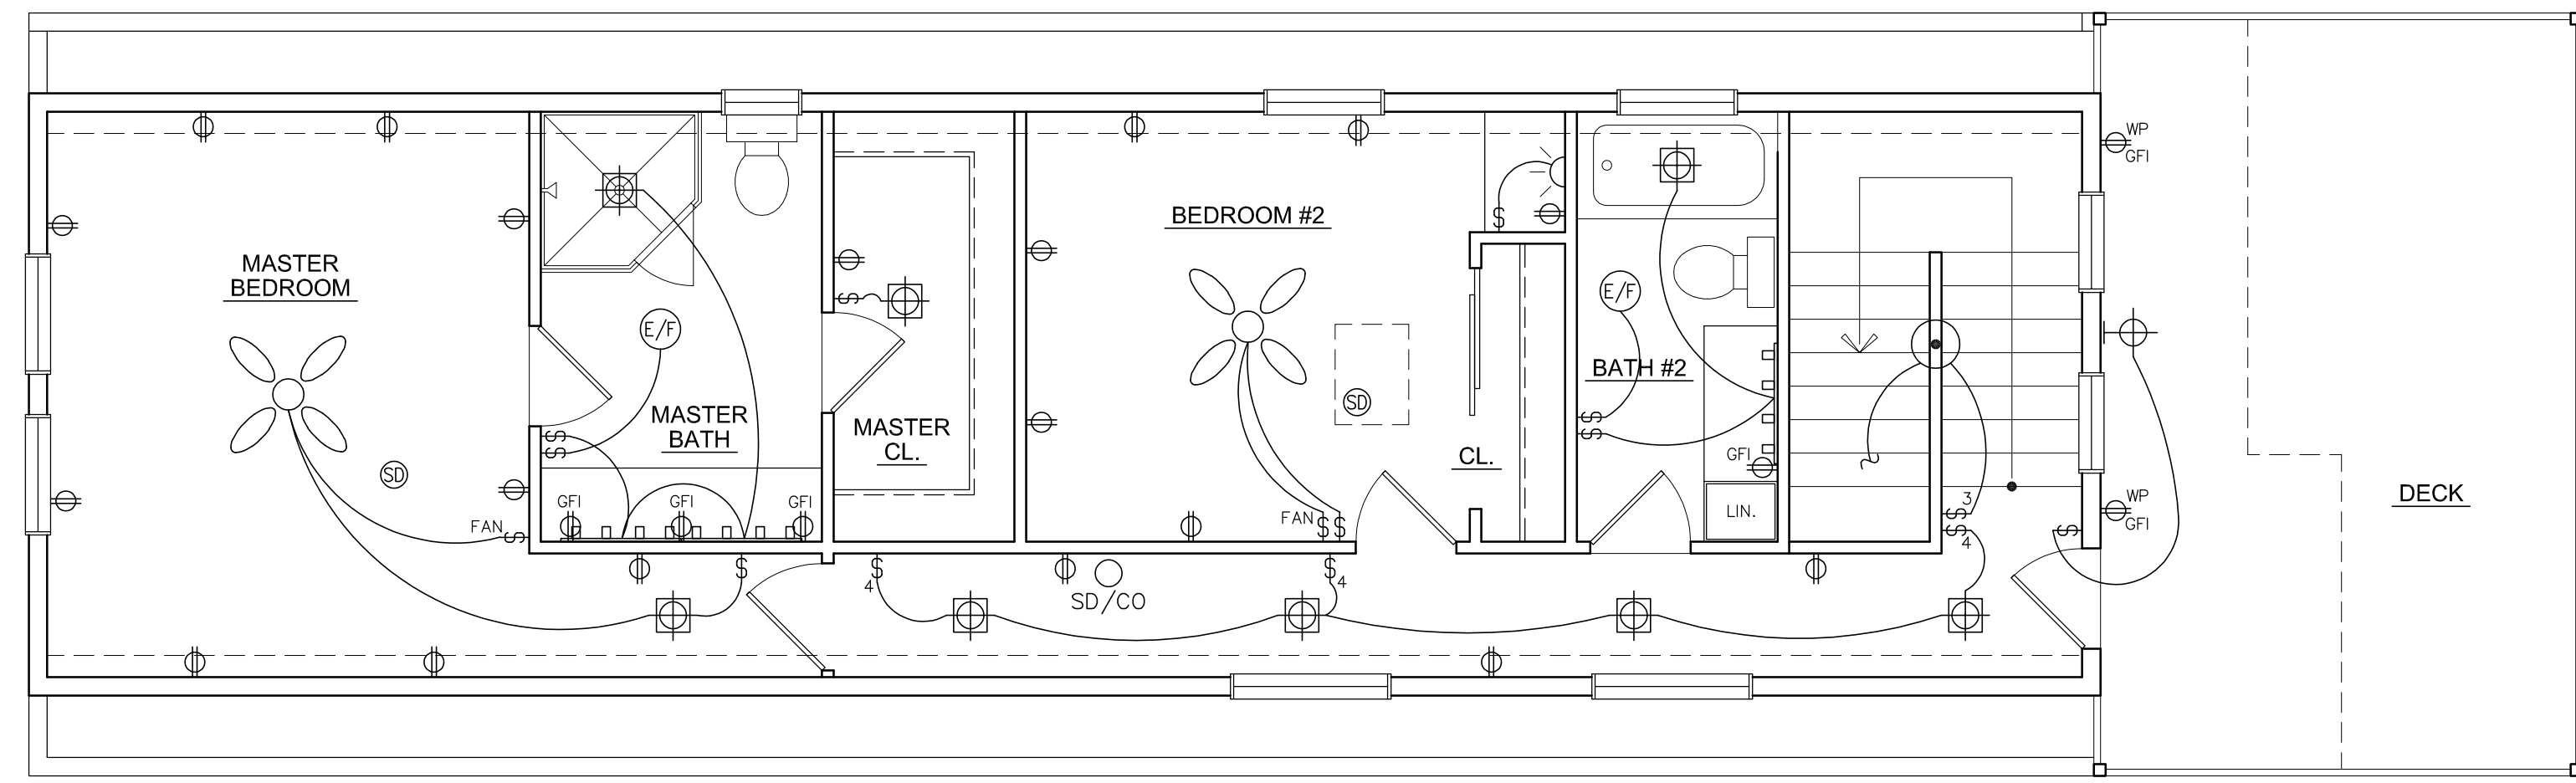 WP
GFI
BEDROOM #2
MASTER
BEDROOM
E/F
E/F
BATH #2
SD
MASTER
BATH
MASTER
CL.
CL.
GFI
SD
DECK
GFI
GFI
GFI
LIN.
3
WP
GFI
FAN
$
FAN
$
$
$
$
4
$
$
4
$
4
SD/CO